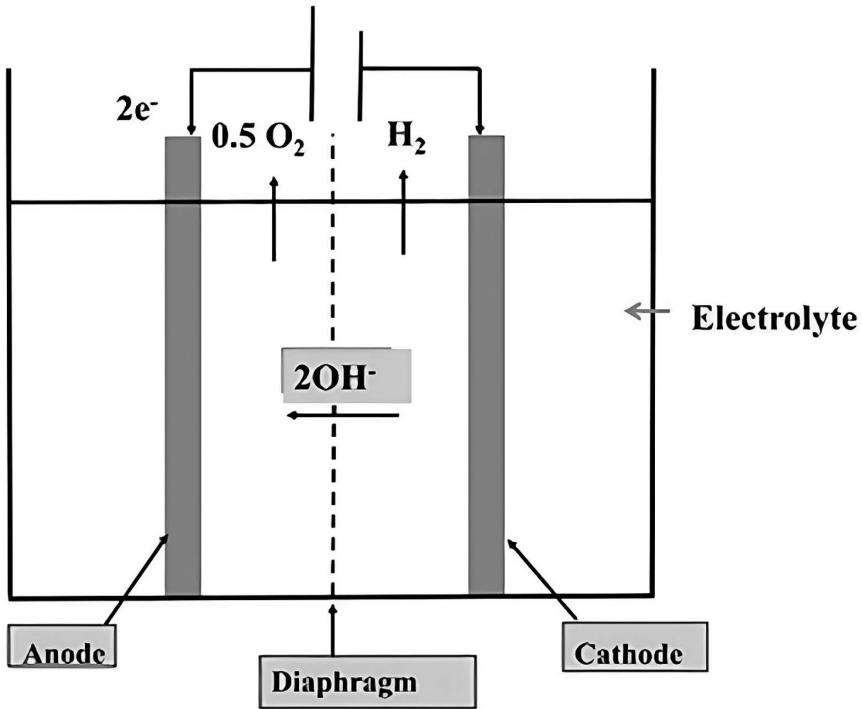 2e⁻
0.5 O₂
H₂
Electrolyte
2OH⁻
Anode
Cathode
Diaphragm